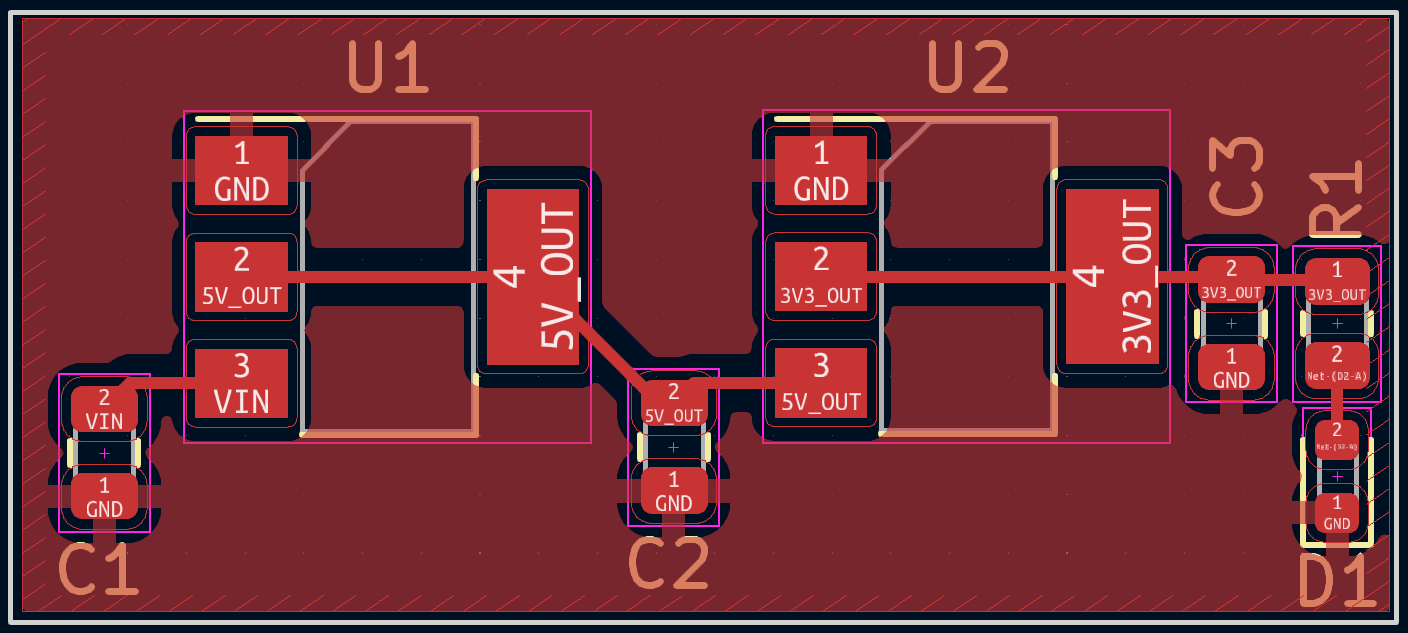 U1
U2
1
GND
2
5V_OUT
3
VIN
4
5V_OUT
1
GND
2
3V3_OUT
3
5V_OUT
4
3V3_OUT
C3
2
3V3_OUT
1
GND
R1
1
3V3_OUT
2
Net-(D2-A)
2
VIN
1
GND
C1
2
5V_OUT
1
GND
C2
2
Net-(D2-A)
1
GND
D1